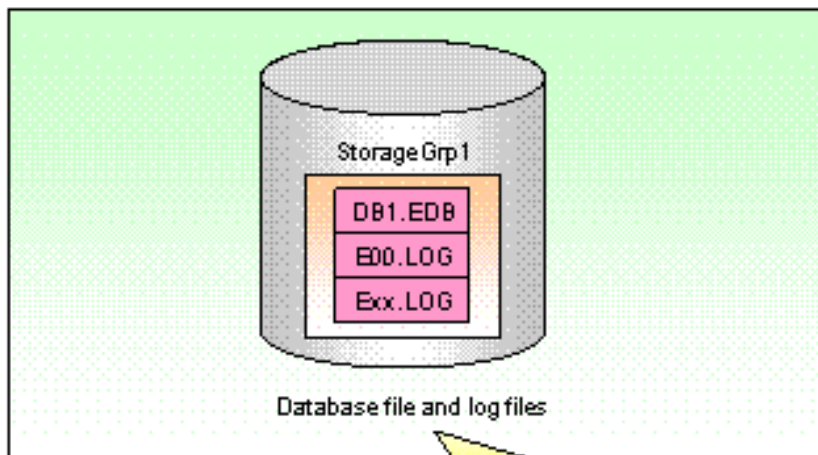 StorageGrp1
DB1.EDB
E00.LOG
Exx.LOG
Database file and log files